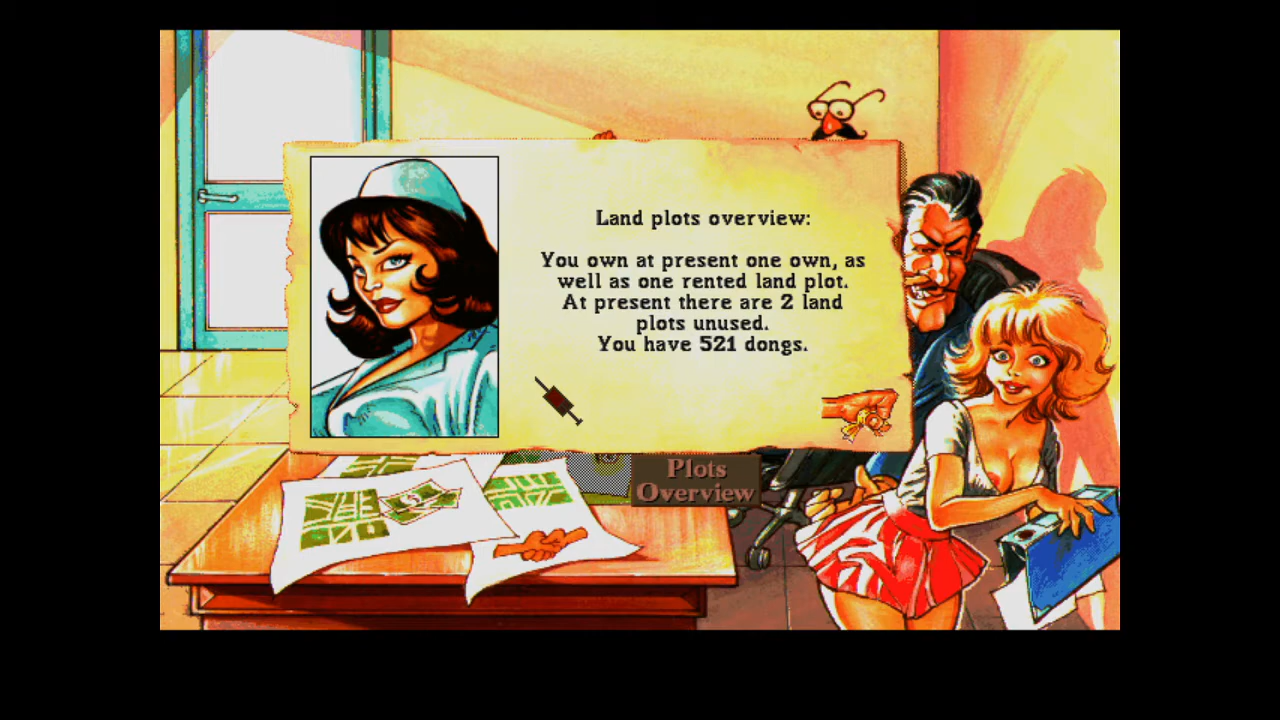 Land plots overview:
You own at present one own, as
well as one rented land plot.
At present there are 2 land
plots unused.
You have 521 dongs.
Plots
Overview